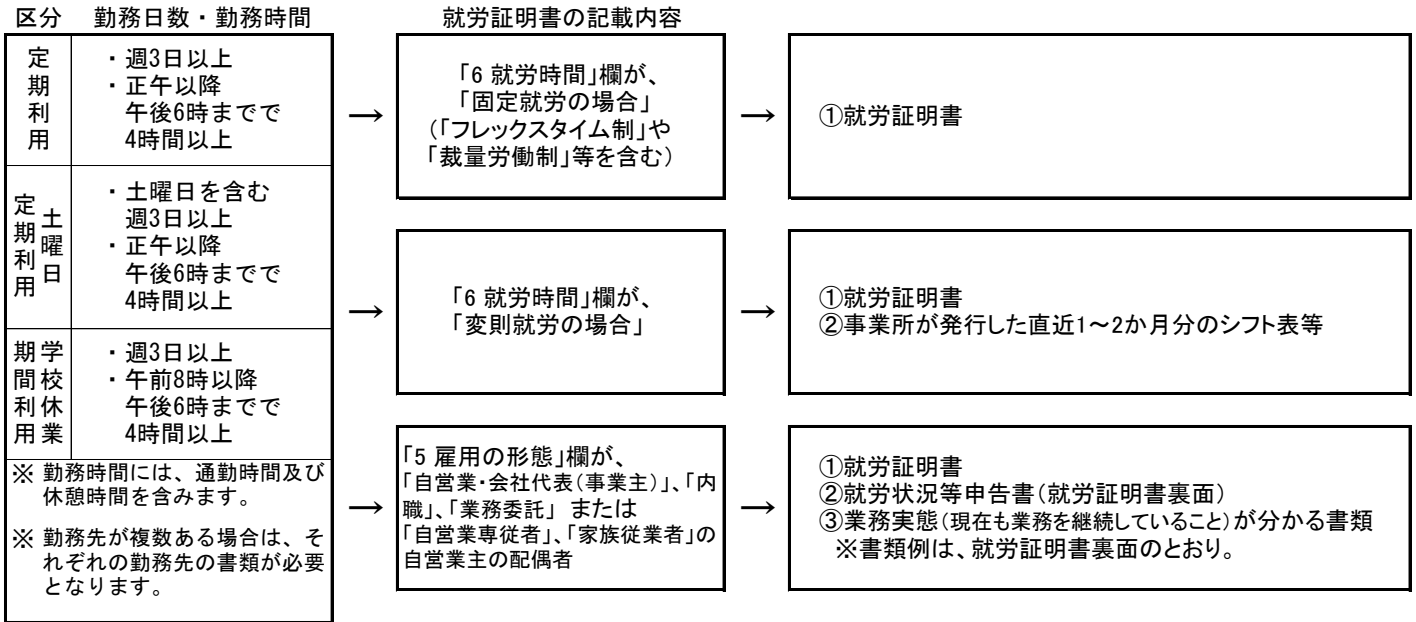 区分 勤務日数・勤務時間 就労証明書の記載内容
定期利用
・週3日以上
・正午以降
午後6時までで
4時間以上
土曜日
定期利用
・土曜日を含む
週3日以上
・正午以降
午後6時までで
4時間以上
学校休業
期間利用
・週3日以上
・午前8時以降
午後6時までで
4時間以上
※ 勤務時間には、通勤時間及び
休憩時間を含みます。
※ 勤務先が複数ある場合は、そ
れぞれの勤務先の書類が必要
となります。
→
「6 就労時間」欄が、
「固定就労の場合」
(「フレックスタイム制」や
「裁量労働制」等を含む)
→
①就労証明書
→
「6 就労時間」欄が、
「変則就労の場合」
→
①就労証明書
②事業所が発行した直近1～2か月分のシフト表等
→
「5 雇用の形態」欄が、
「自営業・会社代表(事業主)」、「内
職」、「業務委託」 または
「自営業専従者」、「家族従業者」の
自営業主の配偶者
→
①就労証明書
②就労状況等申告書(就労証明書裏面)
③業務実態(現在も業務を継続していること)が分かる書類
※書類例は、就労証明書裏面のとおり。